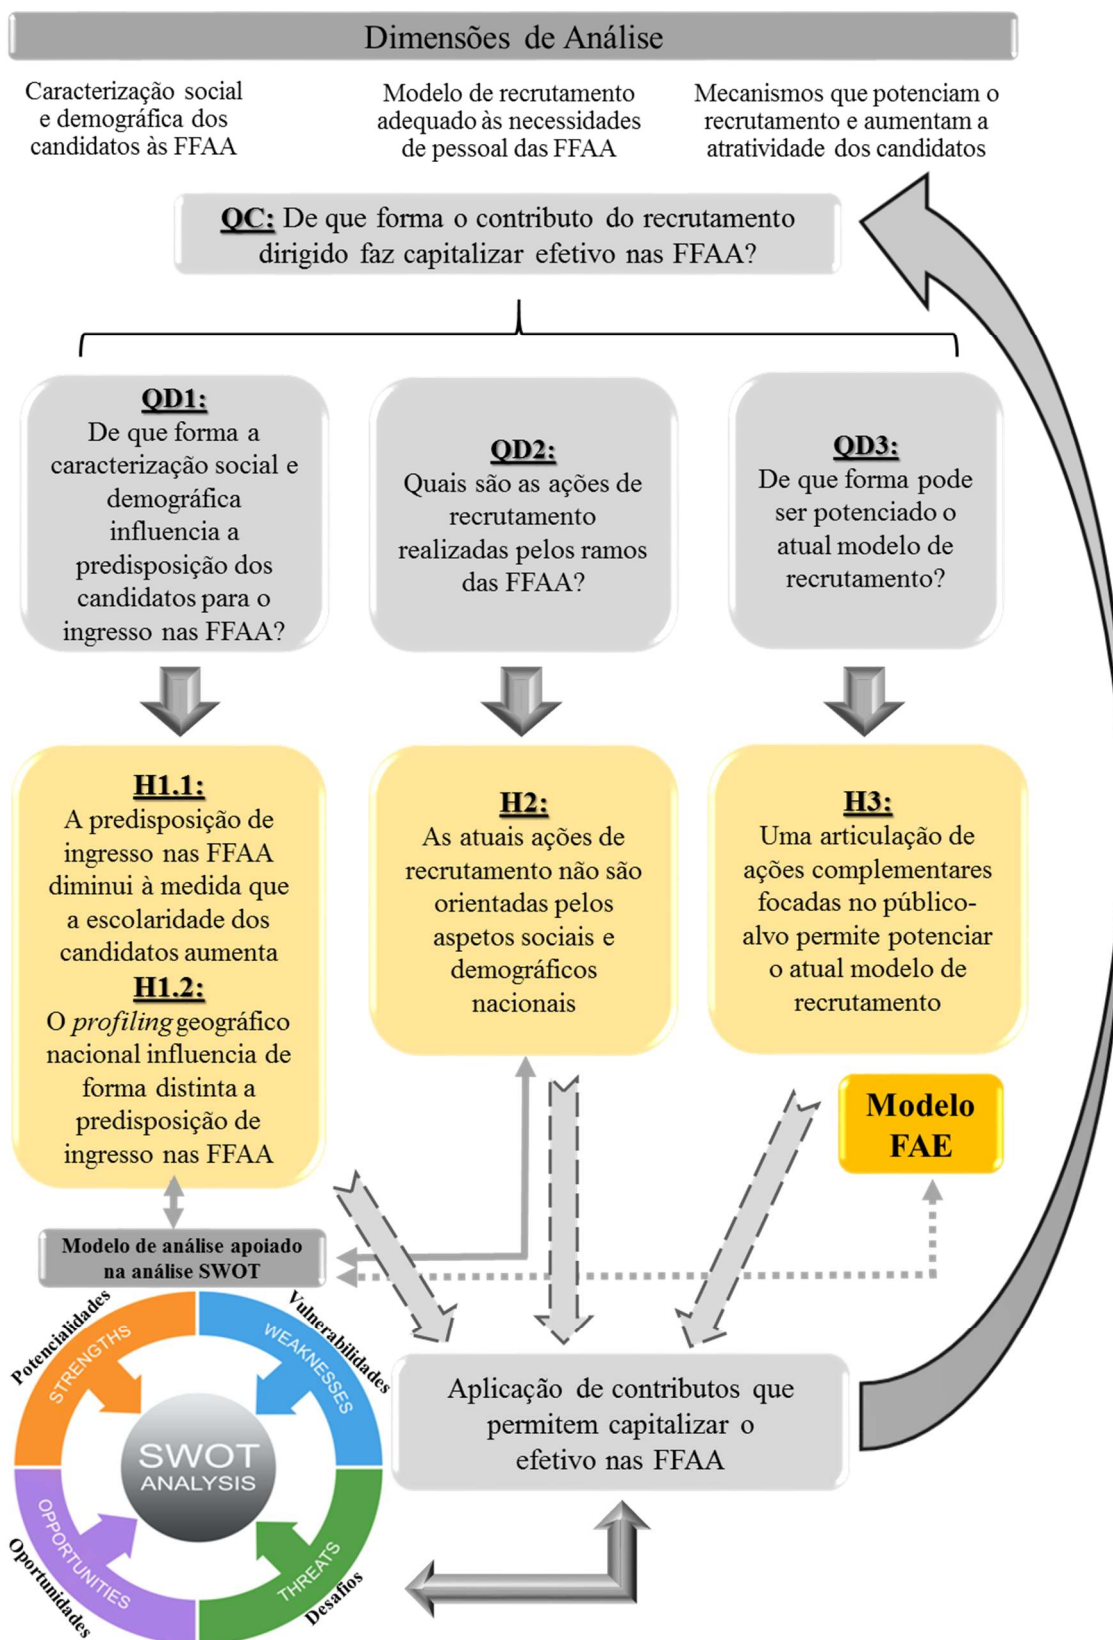 Dimensões de Análise
Caracterização social
e demográfica dos
candidatos às FFAA
Modelo de recrutamento
adequado às necessidades
de pessoal das FFAA
Mecanismos que potenciam o
recrutamento e aumentam a
atratividade dos candidatos
QC: De que forma o contributo do recrutamento
dirigido faz capitalizar efetivo nas FFAA?
QD1:
De que forma a
caracterização social e
demográfica
influencia a
predisposição dos
candidatos para o
ingresso nas FFAA?
QD2:
Quais são as ações de
recrutamento
realizadas pelos ramos
das FFAA?
QD3:
De que forma pode
ser potenciado o
atual modelo de
recrutamento?
H1.1:
A predisposição de
ingresso nas FFAA
diminui à medida que
a escolaridade dos
candidatos aumenta
H1.2:
O profiling geográfico
nacional influencia de
forma distinta a
predisposição de
ingresso nas FFAA
H2:
As atuais ações de
recrutamento não são
orientadas pelos
aspetos sociais e
demográficos
nacionais
H3:
Uma articulação de
ações complementares
focadas no público-
alvo permite potenciar
o atual modelo de
recrutamento
Modelo
FAE
Modelo de análise apoiado
na análise SWOT
Potencialidades
Vulnerabilidades
STRENGTHS
WEAKNESSES
SWOT
ANALYSIS
OPPORTUNITIES
THREATS
Oportunidades
Desafios
Aplicação de contributos que
permitem capitalizar o
efetivo nas FFAA